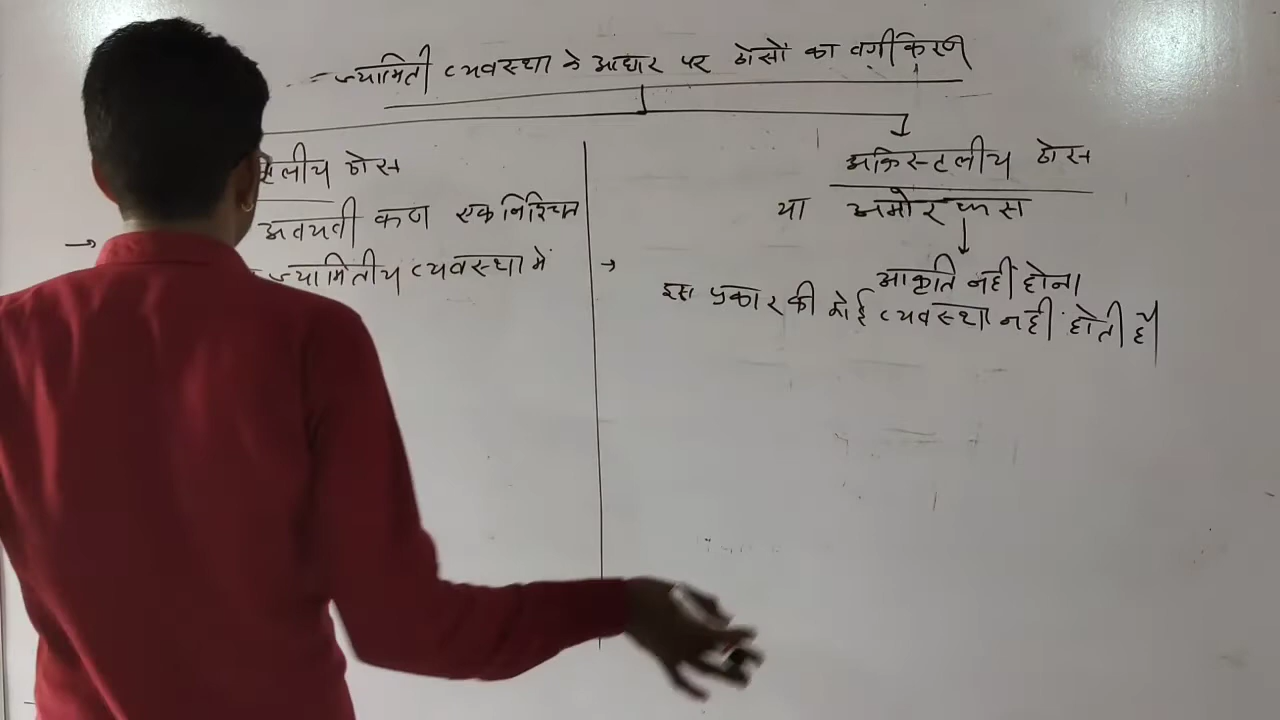 ज्यामिती व्यवस्था के आधार पर ठोसों का वर्गीकरण
लीय ठोस
अवयवी कण एक निश्चित
ज्यामितीय व्यवस्था में
अक्रिस्टलीय ठोस
या अमोरफस
आकृति नहीं होना
इस प्रकार की कोई व्यवस्था नहीं होती है